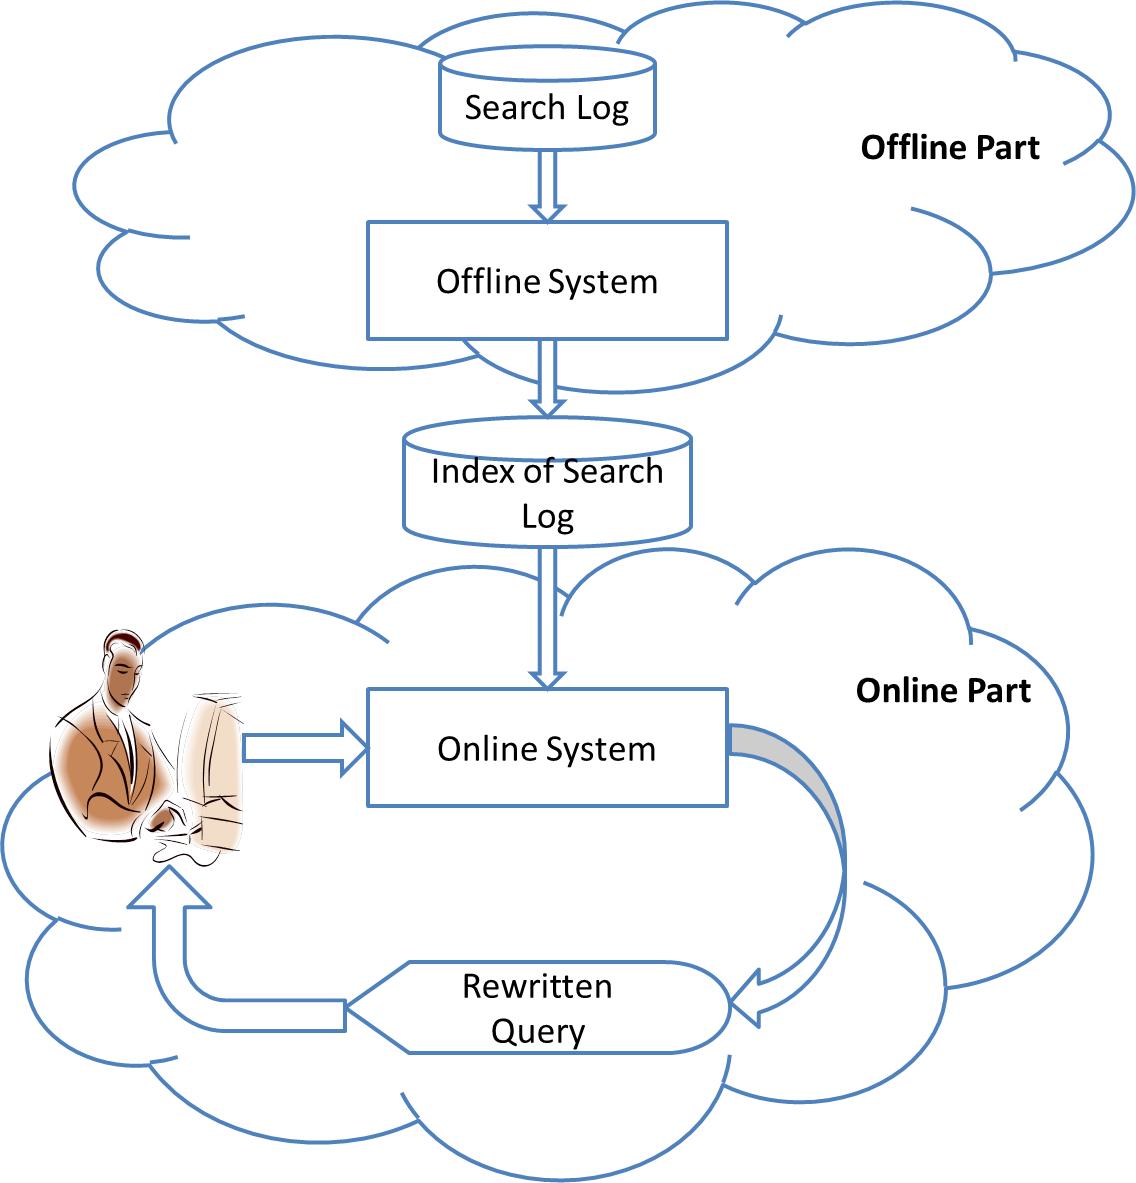 Search Log
Offline Part
Offline System
Index of Search
Log
Online Part
Online System
Rewritten
Query